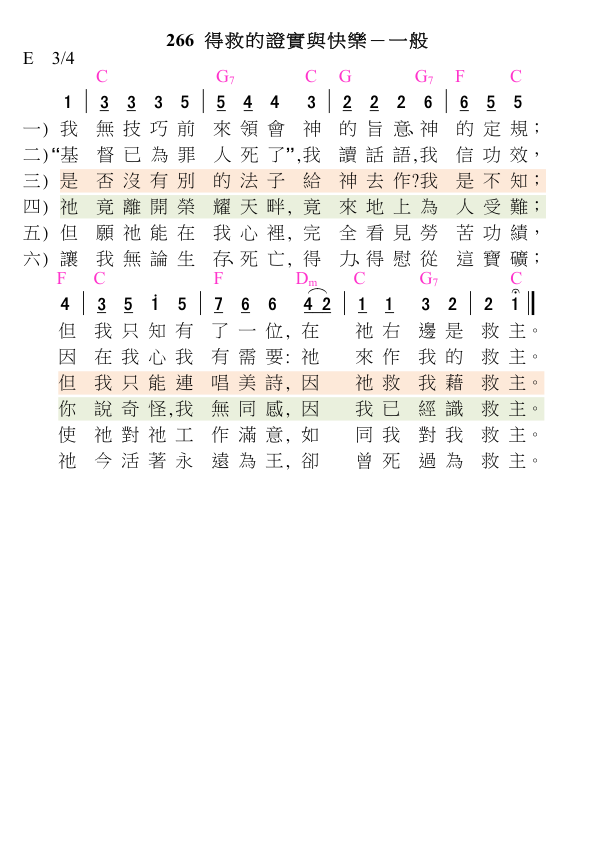 266 得救的證實與快樂－一般
E 3/4
C G7 C G G7 F C
1 | 3 3 3 5 | 5 4 4 3 | 2 2 2 6 | 6 5 5
一) 我 無 技 巧 前 來 領 會 神 的 旨 意、神 的 定 規；
二) “基 督 已 為 罪 人 死 了”,我 讀 話 語,我 信 功 效，
三) 是 否 沒 有 別 的 法 子 給 神 去 作?我 是 不 知；
四) 祂 竟 離 開 榮 耀 天 畔, 竟 來 地 上 為 人 受 難；
五) 但 願 祂 能 在 我 心 裡, 完 全 看 見 勞 苦 功 績，
六) 讓 我 無 論 生 存、死 亡, 得 力、得 慰 從 這 寶 礦；
F C F Dm C G7 C
4 | 3 5 i 5 | 7 6 6 4 2 | 1 1 3 2 | 2 i ||
但 我 只 知 有 了 一 位, 在 祂 右 邊 是 救 主。
因 在 我 心 我 有 需 要: 祂 來 作 我 的 救 主。
但 我 只 能 連 唱 美 詩, 因 祂 救 我 藉 救 主。
你 說 奇 怪,我 無 同 感, 因 我 已 經 識 救 主。
使 祂 對 祂 工 作 滿 意, 如 同 我 對 我 救 主。
祂 今 活 著 永 遠 為 王, 卻 曾 死 過 為 救 主。